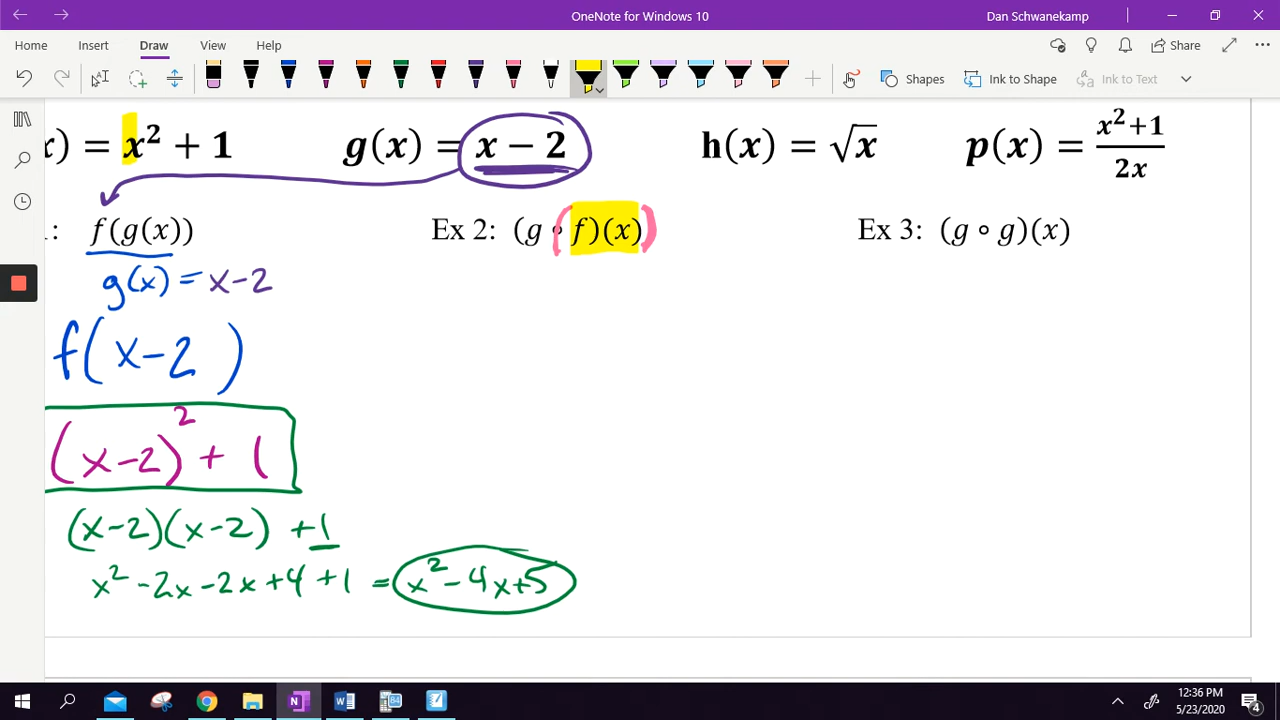 OneNote for Windows 10
Dan Schwanekamp
Home Insert Draw View Help
Share
Shapes Ink to Shape Ink to Text
x) = x² + 1 g(x) = x − 2 h(x) = √x p(x) = (x²+1)/(2x)
: f(g(x)) Ex 2: (g ∘ f)(x) Ex 3: (g ∘ g)(x)
g(x) = x-2
f(x-2)
(x-2)² + 1
(x-2)(x-2) +1
x² -2x -2x +4 +1 = x² - 4x+5
12:36 PM
5/23/2020
4